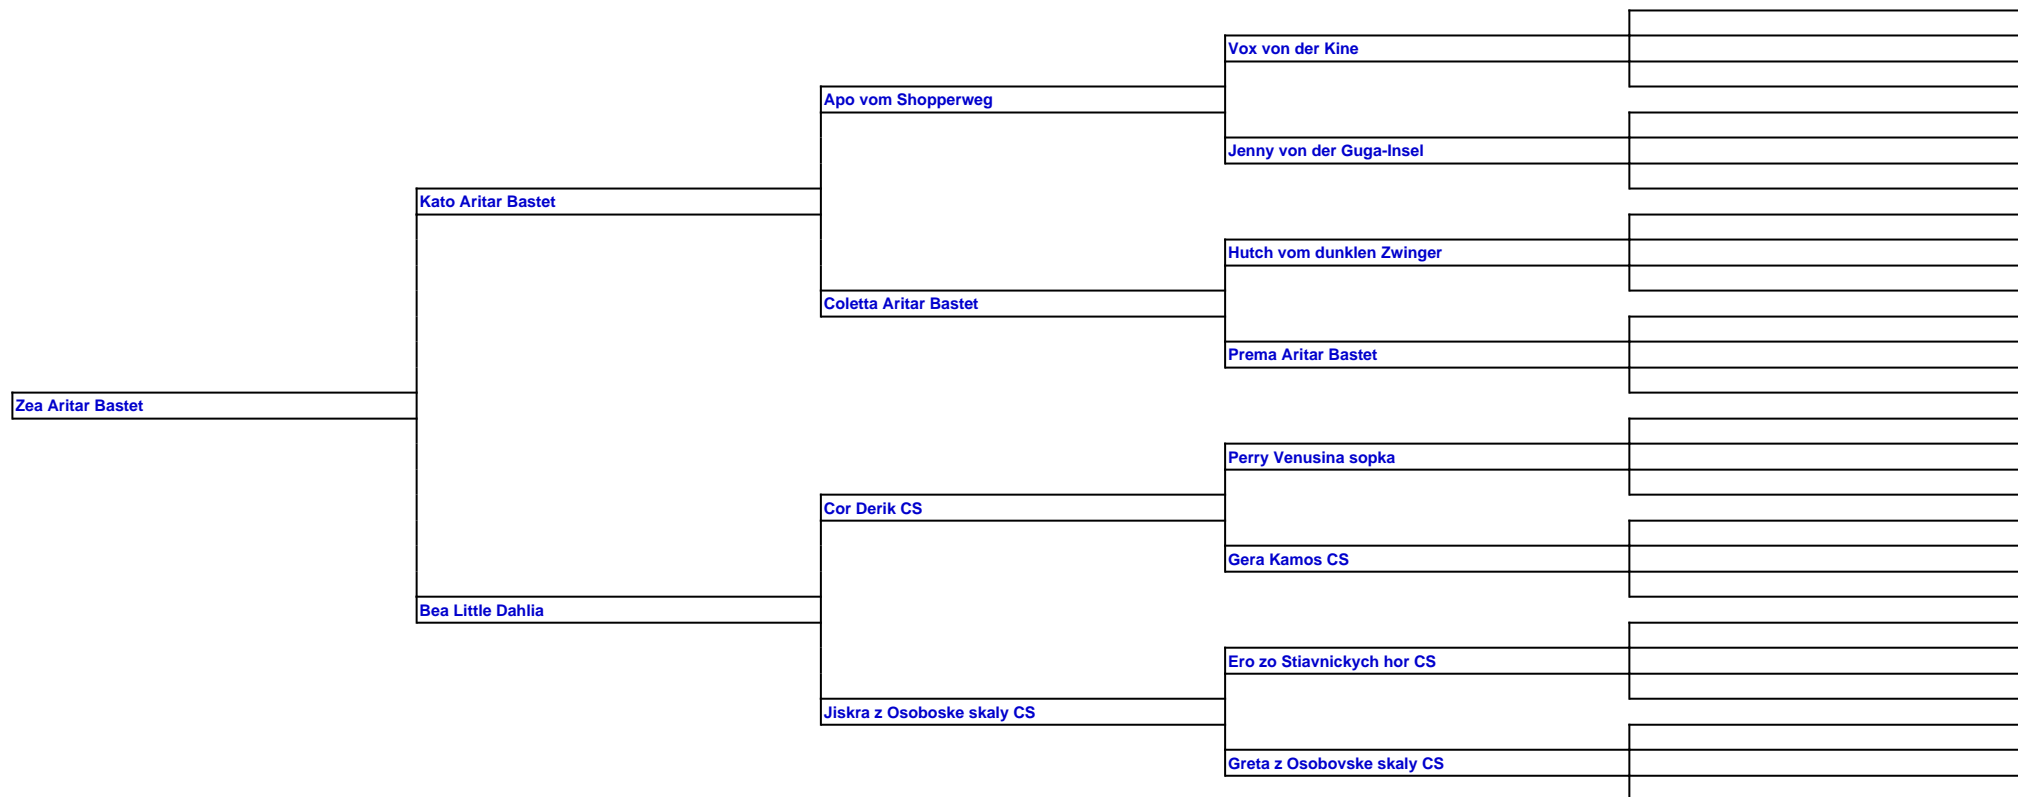 Vox von der Kine
Apo vom Shopperweg
Jenny von der Guga-Insel
Kato Aritar Bastet
Hutch vom dunklen Zwinger
Coletta Aritar Bastet
Prema Aritar Bastet
Zea Aritar Bastet
Perry Venusina sopka
Cor Derik CS
Gera Kamos CS
Bea Little Dahlia
Ero zo Stiavnickych hor CS
Jiskra z Osoboske skaly CS
Greta z Osobovske skaly CS